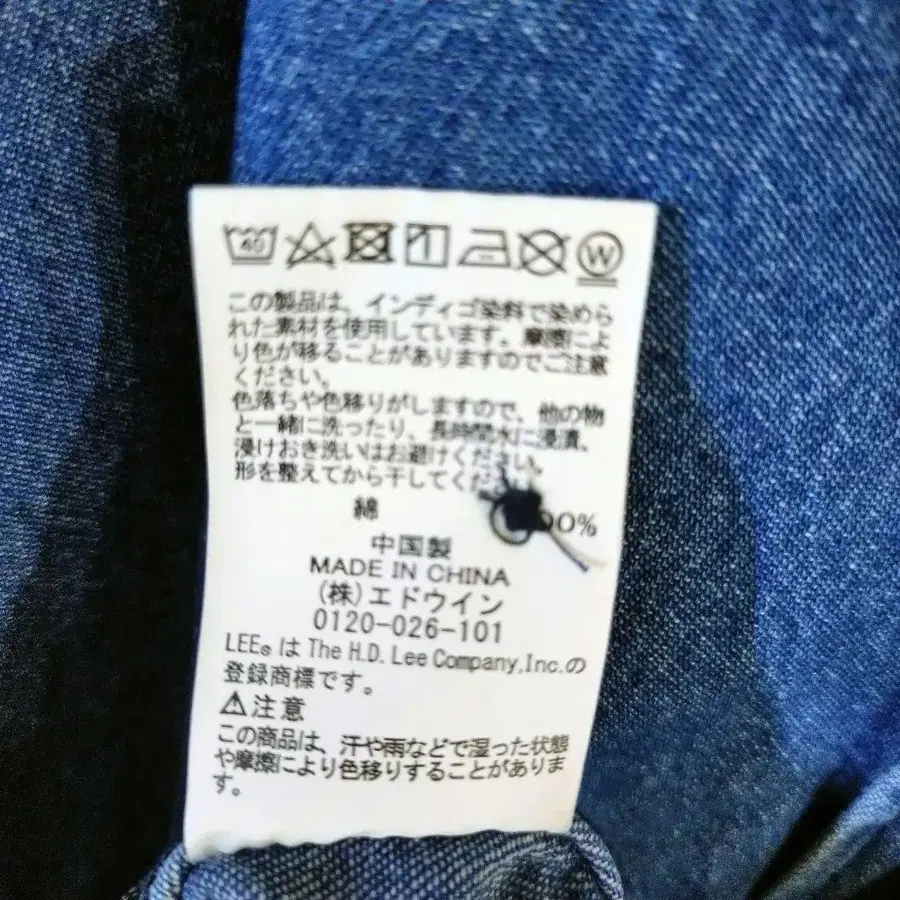 40
W
この製品は、インディゴ染料で染めら
れた素材を使用しています。摩擦によ
り色が移ることがありますのでご注意
ください。
色落ちや色移りがしますので、他の物
と一緒に洗ったり、長時間水に浸漬、
浸けおき洗いはお避けください。
形を整えてから干してください。
綿 00%
中国製
MADE IN CHINA
(株)エドウイン
0120-026-101
LEE® は The H.D. Lee Company,Inc.の
登録商標です。
⚠注意
この商品は、汗や雨などで湿った状態
や摩擦により色移りすることがありま
す。